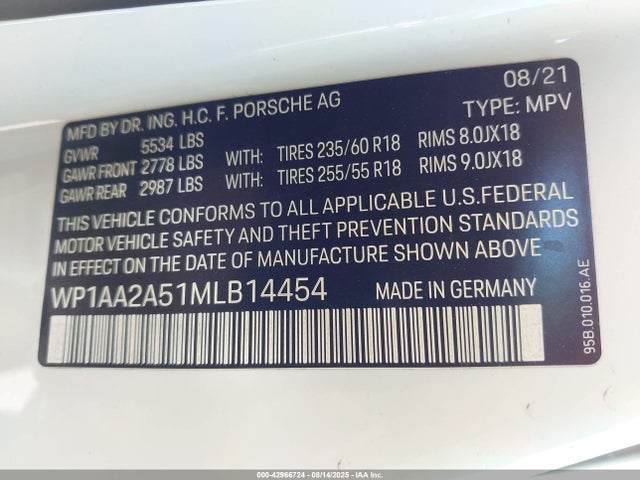 08/21
MFD BY DR. ING. H.C. F. PORSCHE AG TYPE: MPV
GVWR 5534 LBS
GAWR FRONT 2778 LBS WITH: TIRES 235/60 R18 RIMS 8.0JX18
GAWR REAR 2987 LBS WITH: TIRES 255/55 R18 RIMS 9.0JX18
THIS VEHICLE CONFORMS TO ALL APPLICABLE U.S.FEDERAL
MOTOR VEHICLE SAFETY AND THEFT PREVENTION STANDARDS
IN EFFECT ON THE DATE OF MANUFACTURE SHOWN ABOVE
WP1AA2A51MLB14454 MADE IN GERMANY
95B.010.016.AE
000-42966724 - 08/14/2025 - IAAI.com